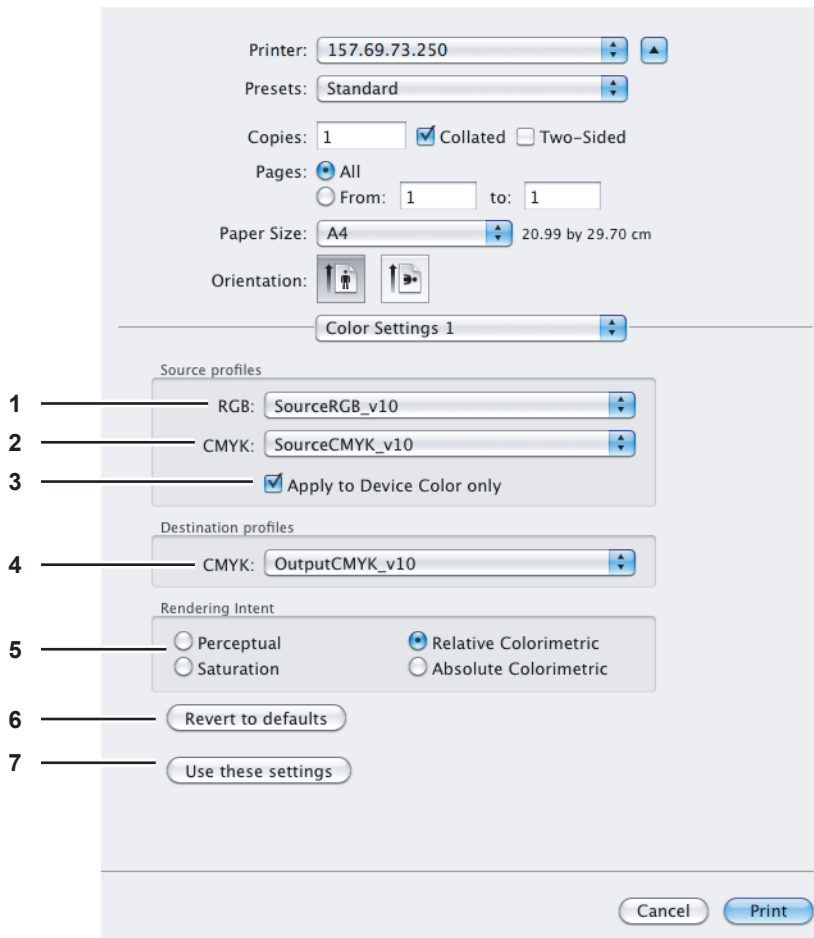 Printer: 157.69.73.250
Presets: Standard
Copies: 1 Collated Two-Sided
Pages: All
From: 1 to: 1
Paper Size: A4 20.99 by 29.70 cm
Orientation:
Color Settings 1
Source profiles
1 RGB: SourceRGB_v10
2 CMYK: SourceCMYK_v10
3 Apply to Device Color only
Destination profiles
4 CMYK: OutputCMYK_v10
Rendering Intent
5 Perceptual Relative Colorimetric
Saturation Absolute Colorimetric
6 Revert to defaults
7 Use these settings
Cancel Print